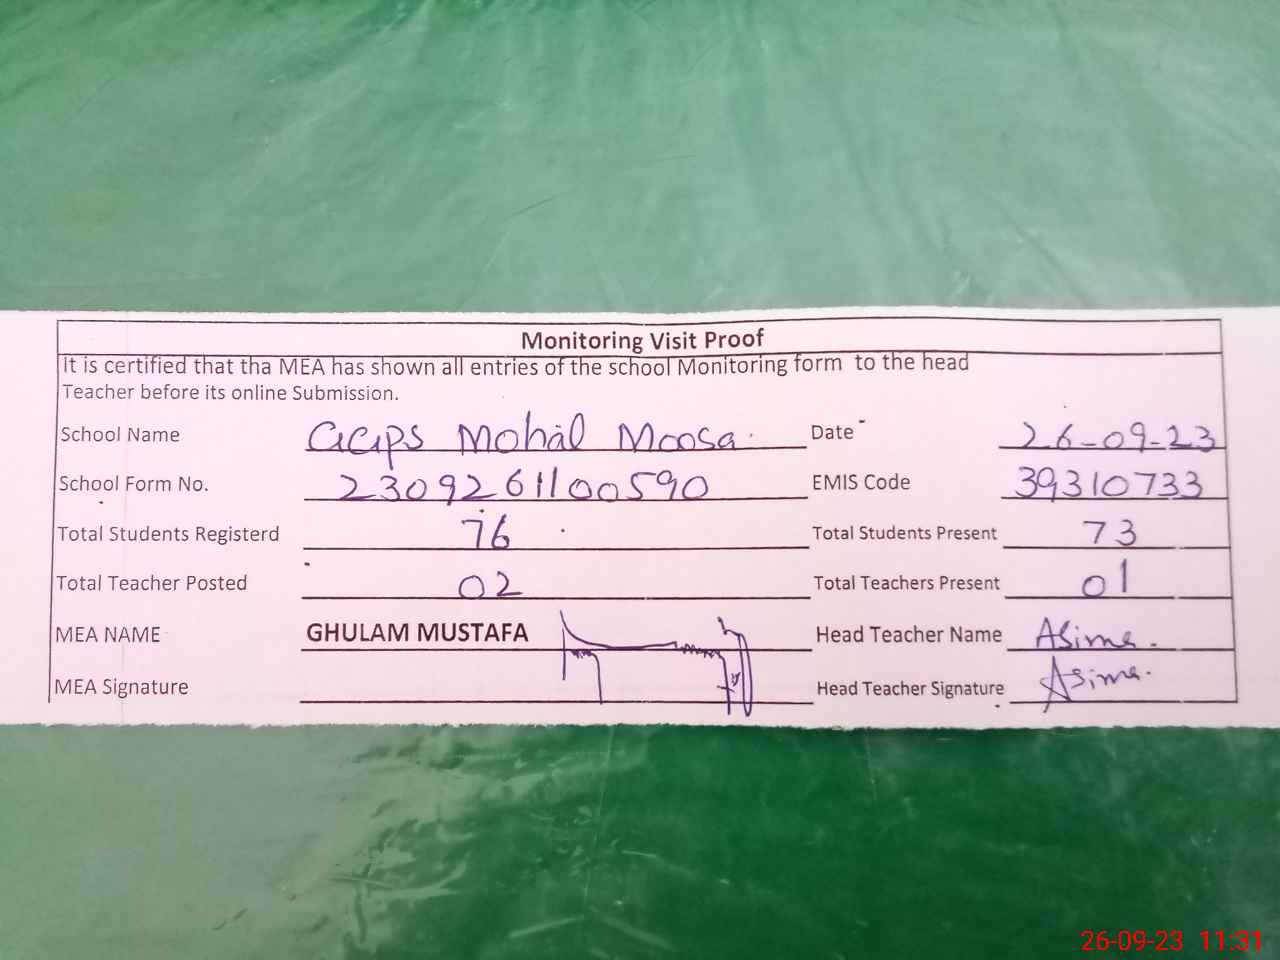 Monitoring Visit Proof
It is certified that tha MEA has shown all entries of the school Monitoring form to the head
Teacher before its online Submission.
School Name GGPS Mohal Moosa. Date 26-09-23
School Form No. 2309261100590 EMIS Code 39310733
Total Students Registerd 76 Total Students Present 73
Total Teacher Posted 02 Total Teachers Present 01
MEA NAME GHULAM MUSTAFA Head Teacher Name Asima.
MEA Signature Head Teacher Signature Asima.
26-09-23 11:31